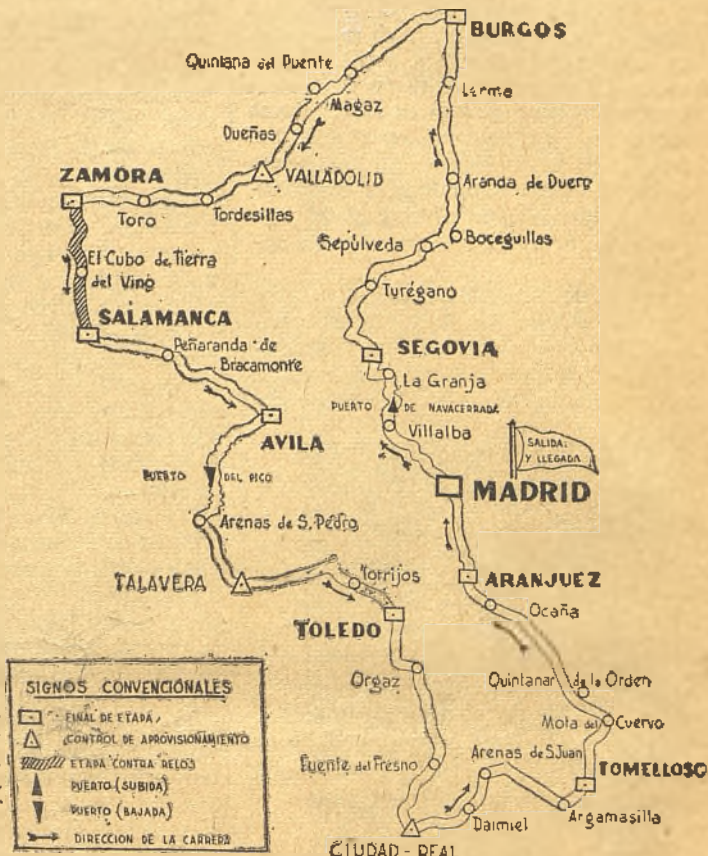 BURGOS
Quintana del Puente
Lerma
Magaz
Dueñas
ZAMORA
VALLADOLID
Aranda de Duero
Toro
Tordesillas
Sepúlveda
Boceguillas
El Cubo de Tierra
del Vino
Turégano
SALAMANCA
Peñaranda de
Bracamonte
SEGOVIA
La Granja
PUERTO DE NAVACERRADA
AVILA
Villalba
SALIDA
Y LLEGADA
PUERTO DEL PICO
MADRID
Arenas de S. Pedro
TALAVERA
Torrijos
ARANJUEZ
Ocaña
TOLEDO
Orgaz
Quintanar de la Orden
Mota del Cuervo
Arenas de S. Juan
Fuente del Fresno
TOMELLOSO
Daimiel
Argamasilla
CIUDAD-REAL
SIGNOS CONVENCIONALES
FINAL DE ETAPA
CONTROL DE APROVISIONAMIENTO
ETAPA CONTRA RELOJ
PUERTO (SUBIDA)
PUERTO (BAJADA)
DIRECCION DE LA CARRERA